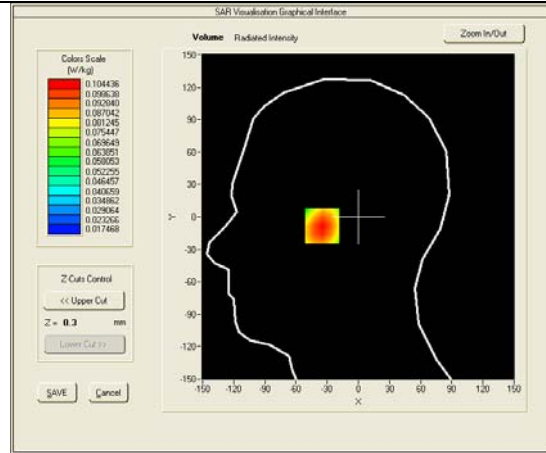 SAR Visualisation Graphical Interface
Volume Radiated Intensity
Zoom In/Out
Colors Scale
(W/kg)
0.104436
0.098638
0.092840
0.087042
0.081245
0.075447
0.069649
0.063851
0.058053
0.052255
0.046457
0.040659
0.034862
0.029064
0.023266
0.017468
Z-Cuts Control
<< Upper Cut
Z = 0.3 mm
Lower Cut >>
SAVE Cancel
150
120
90
60
30
0
-30
-60
-90
-120
-150
Y
-150 -120 -90 -60 -30 0 30 60 90 120 150
X